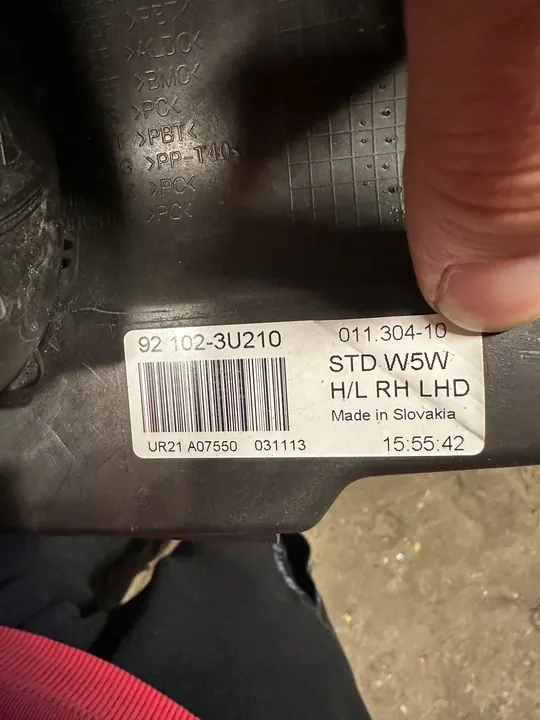 >PBT<
>ALDC<
>BMC<
>PC<
>PBT<
>PP-T40<
>PC<
>PC<
92 102-3U210
011.304-10
STD W5W
H/L RH LHD
Made in Slovakia
UR21 A07550 031113
15:55:42